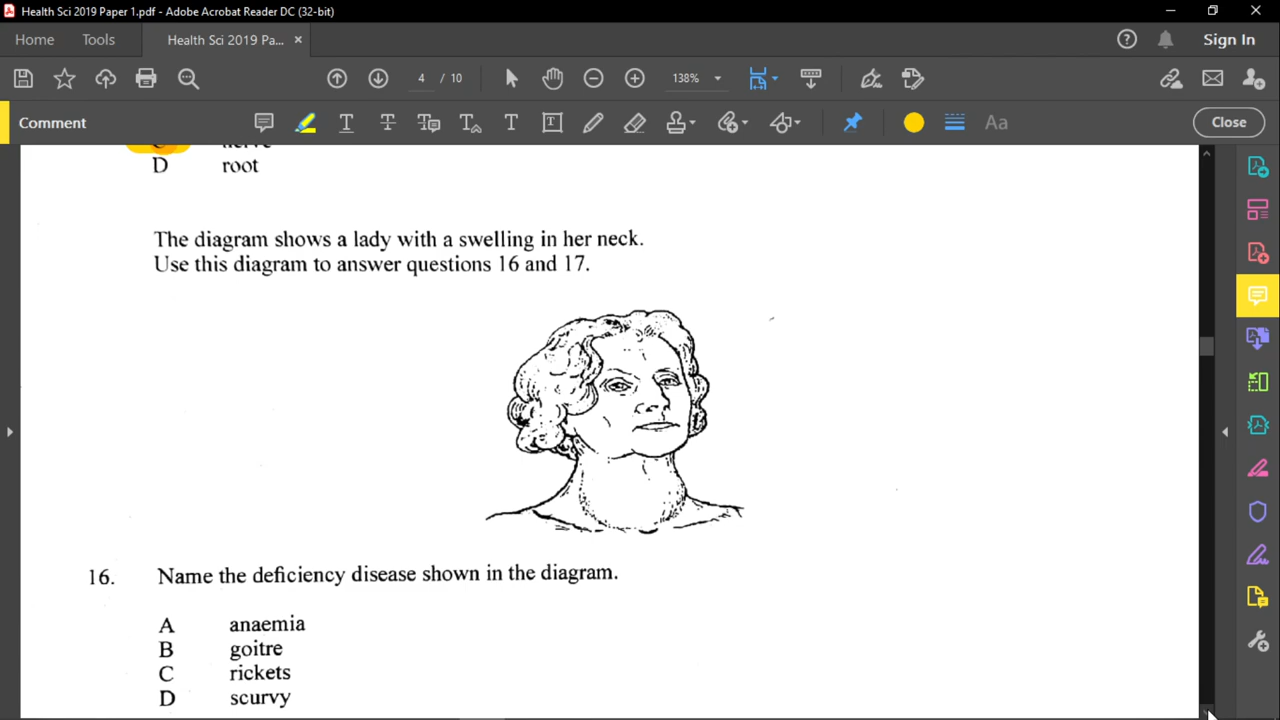 Health Sci 2019 Paper 1.pdf - Adobe Acrobat Reader DC (32-bit)
Home Tools Health Sci 2019 Pa... × Sign In
4 / 10 138%
Comment Aa Close
C nerve
D root
The diagram shows a lady with a swelling in her neck.
Use this diagram to answer questions 16 and 17.
16. Name the deficiency disease shown in the diagram.
A anaemia
B goitre
C rickets
D scurvy